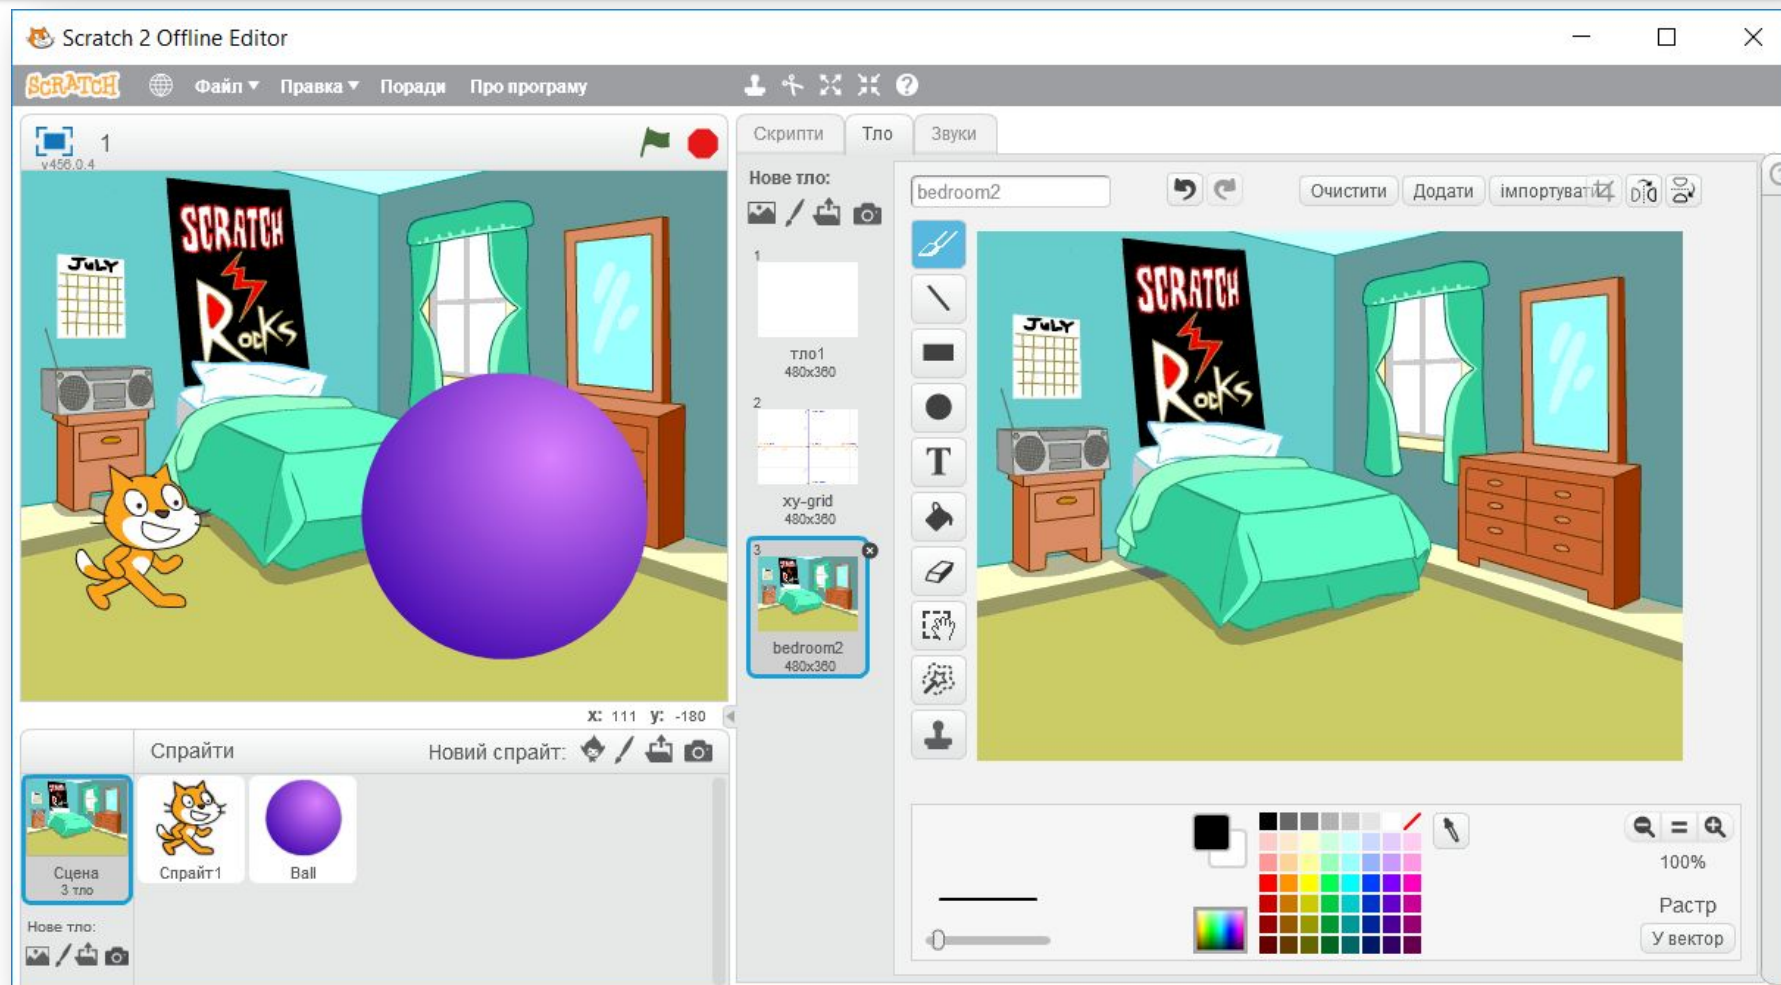 Scratch 2 Offline Editor
SCRATCH Файл Правка Поради Про програму
1
v456.0.4
Скрипти Тло Звуки
Нове тло:
bedroom2
Очистити Додати імпортувати
SCRATCH
ROCKS
JULY
SCRATCH
ROCKS
JULY
1
тло1
480x360
2
xy-grid
480x360
3
bedroom2
480x360
x: 111 y: -180
Спрайти Новий спрайт:
Сцена
3 тло
Спрайт1
Ball
Нове тло:
100%
Растр
У вектор